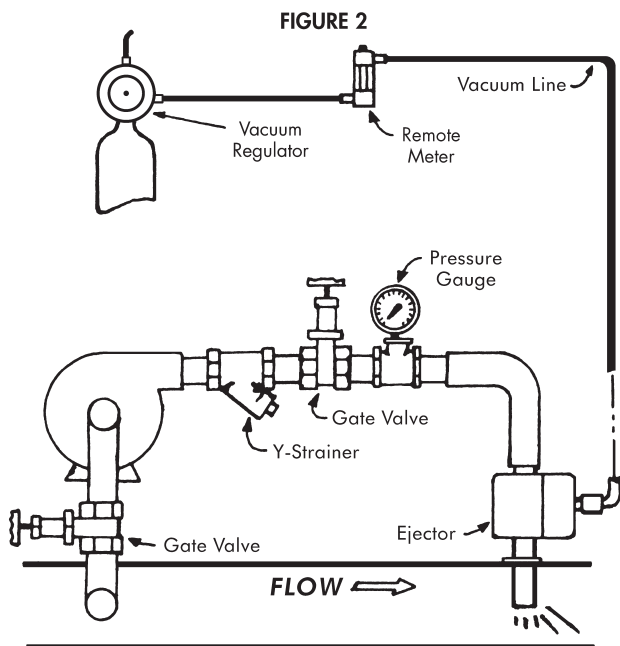 FIGURE 2
Vacuum Line
Vacuum
Regulator
Remote
Meter
Pressure
Gauge
Gate Valve
Y-Strainer
Ejector
Gate Valve
FLOW